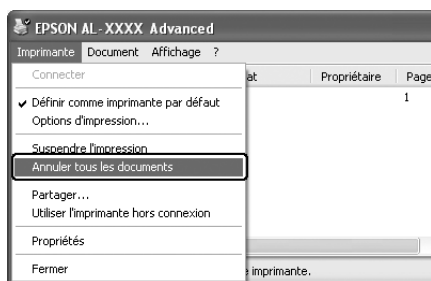 EPSON AL-XXXX Advanced
Imprimante Document Affichage ?
Connecter
Définir comme imprimante par défaut
Options d'impression...
Suspendre l'impression
Annuler tous les documents
Partager...
Utiliser l'imprimante hors connexion
Propriétés
Fermer
Propriétaire Page
1
imprimante.